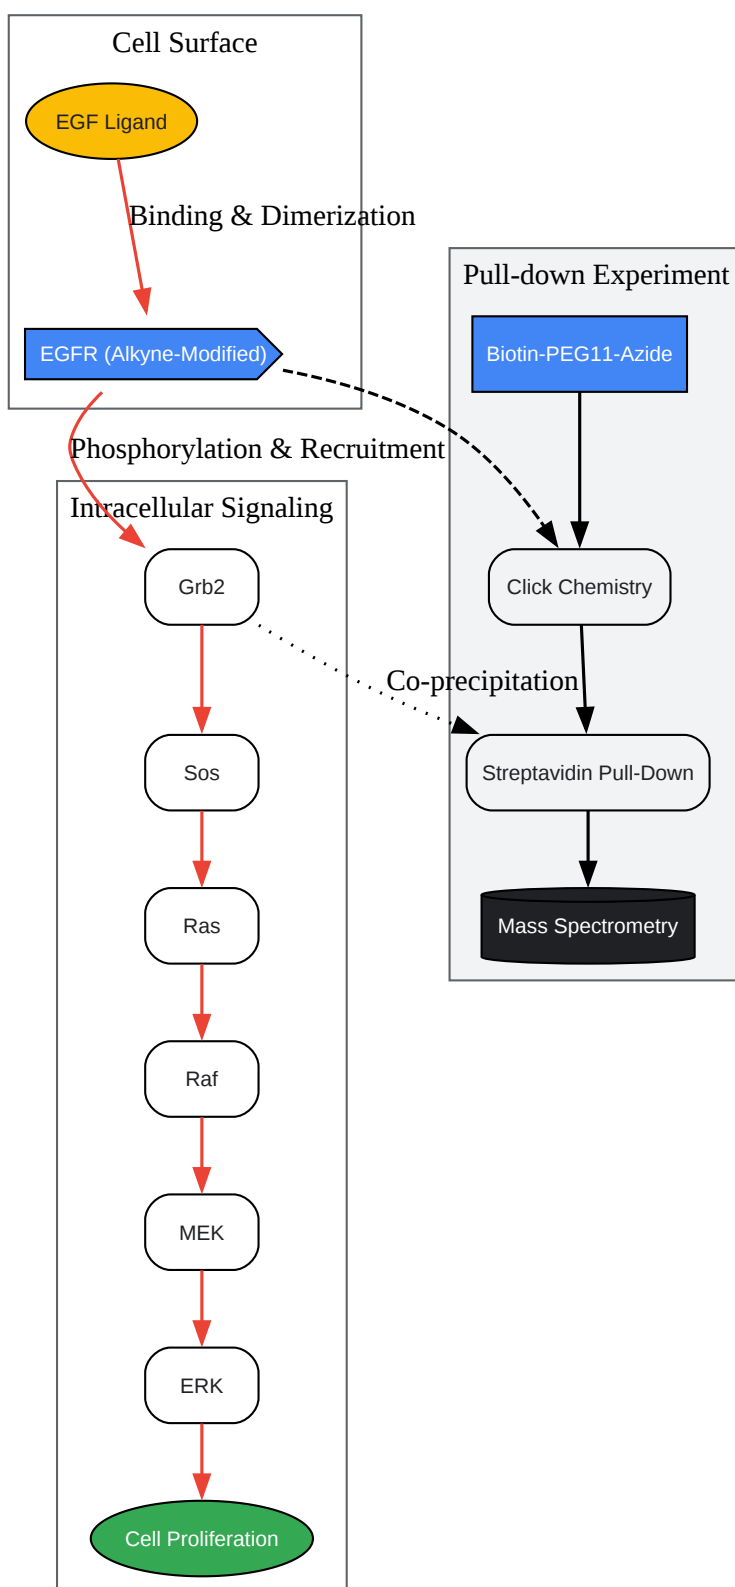 Cell Surface
EGF Ligand
Binding & Dimerization
EGFR (Alkyne-Modified)
Pull-down Experiment
Biotin-PEG11-Azide
Phosphorylation & Recruitment
Intracellular Signaling
Grb2
Click Chemistry
Co-precipitation
Sos
Streptavidin Pull-Down
Ras
Mass Spectrometry
Raf
MEK
ERK
Cell Proliferation